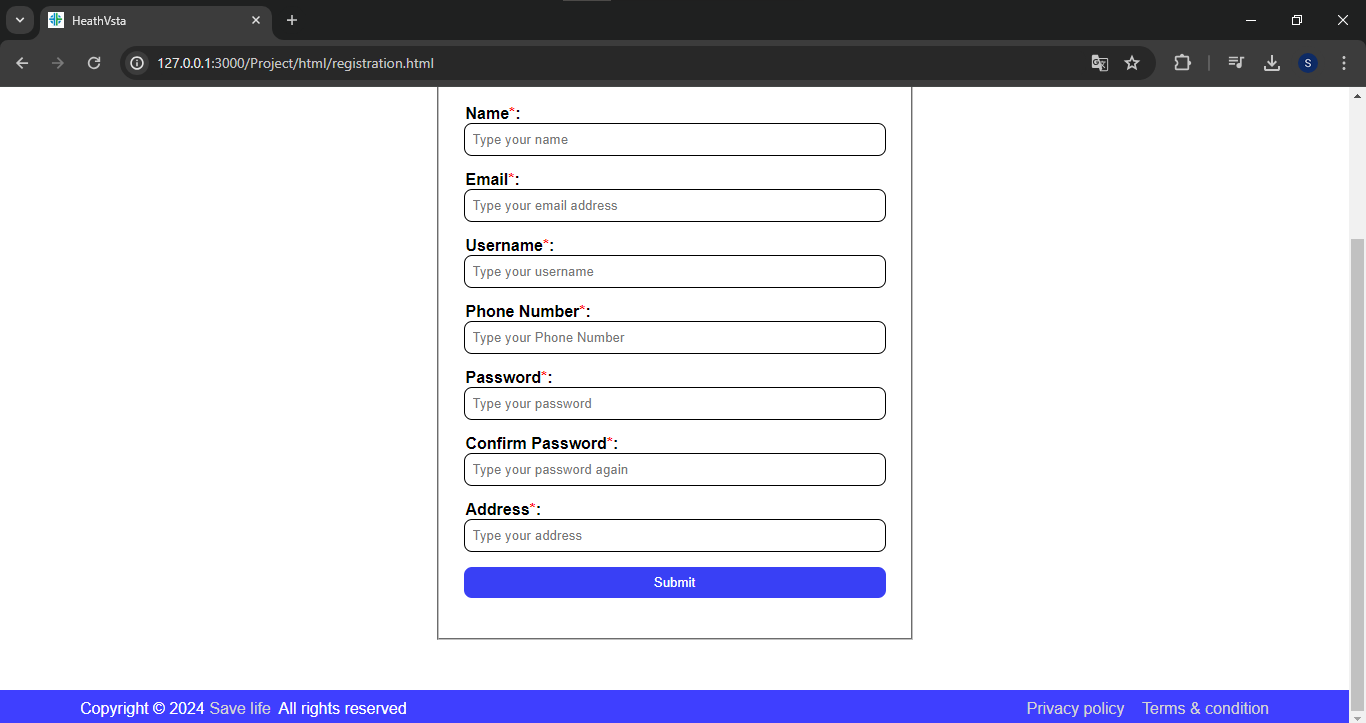 HeathVsta
127.0.0.1:3000/Project/html/registration.html
S
Name*:
Type your name
Email*:
Type your email address
Username*:
Type your username
Phone Number*:
Type your Phone Number
Password*:
Type your password
Confirm Password*:
Type your password again
Address*:
Type your address
Submit
Copyright © 2024 Save life All rights reserved
Privacy policy Terms & condition